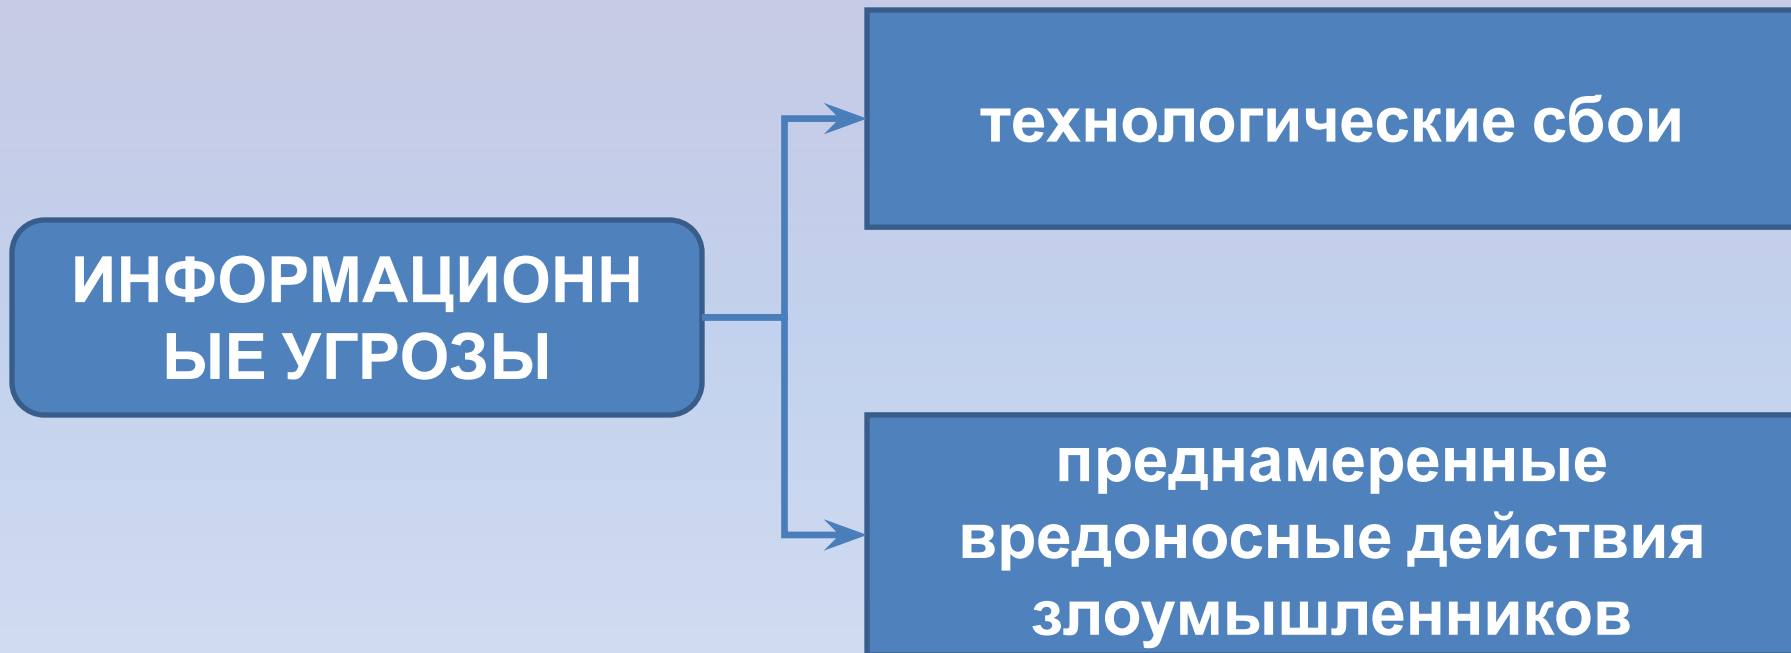 технологические сбои
ИНФОРМАЦИОНН
ЫЕ УГРОЗЫ
преднамеренные
вредоносные действия
злоумышленников